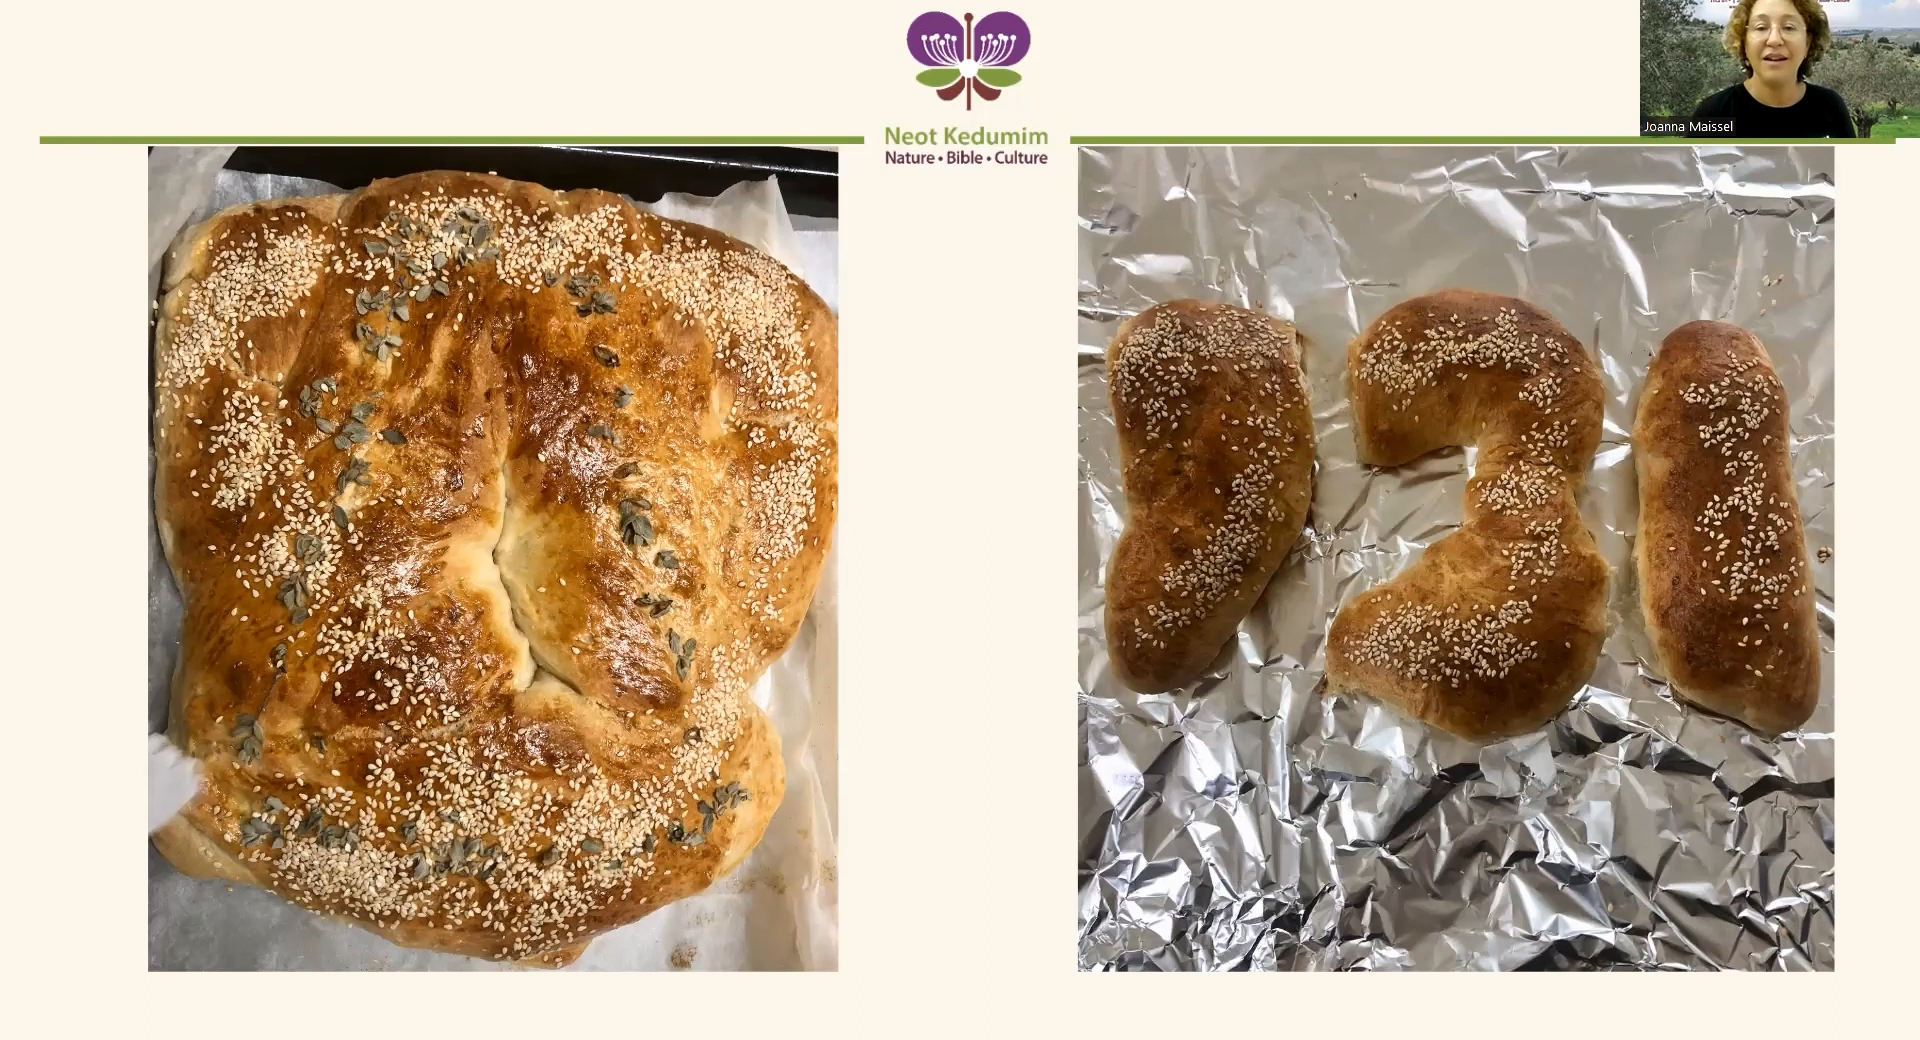 Neot Kedumim
Nature • Bible • Culture
Joanna Maissel